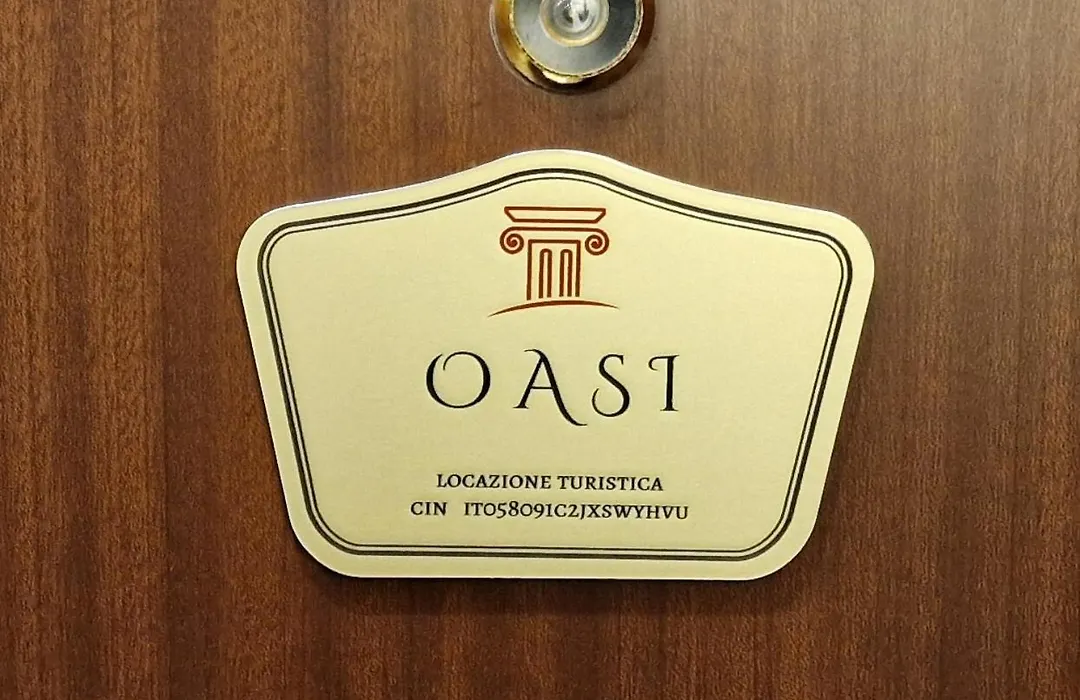 OASI
LOCAZIONE TURISTICA
CIN IT058091C2JXSWYHVU